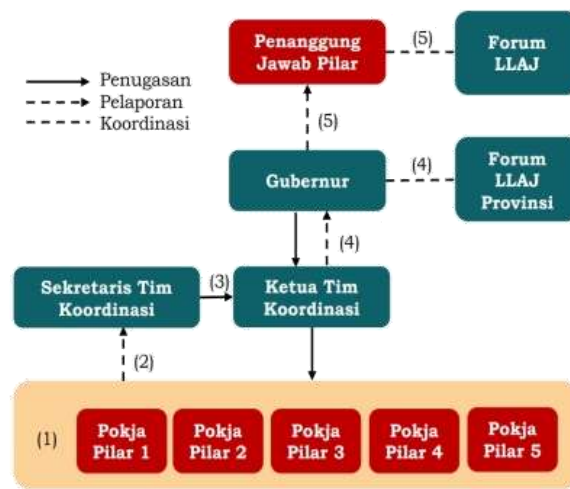 Penanggung
Jawab Pilar
(5)
Forum
LLAJ
Penugasan
Pelaporan
Koordinasi
(5)
Gubernur
(4)
Forum
LLAJ
Provinsi
(4)
Sekretaris Tim
Koordinasi
(3)
Ketua Tim
Koordinasi
(2)
(1)
Pokja
Pilar 1
Pokja
Pilar 2
Pokja
Pilar 3
Pokja
Pilar 4
Pokja
Pilar 5